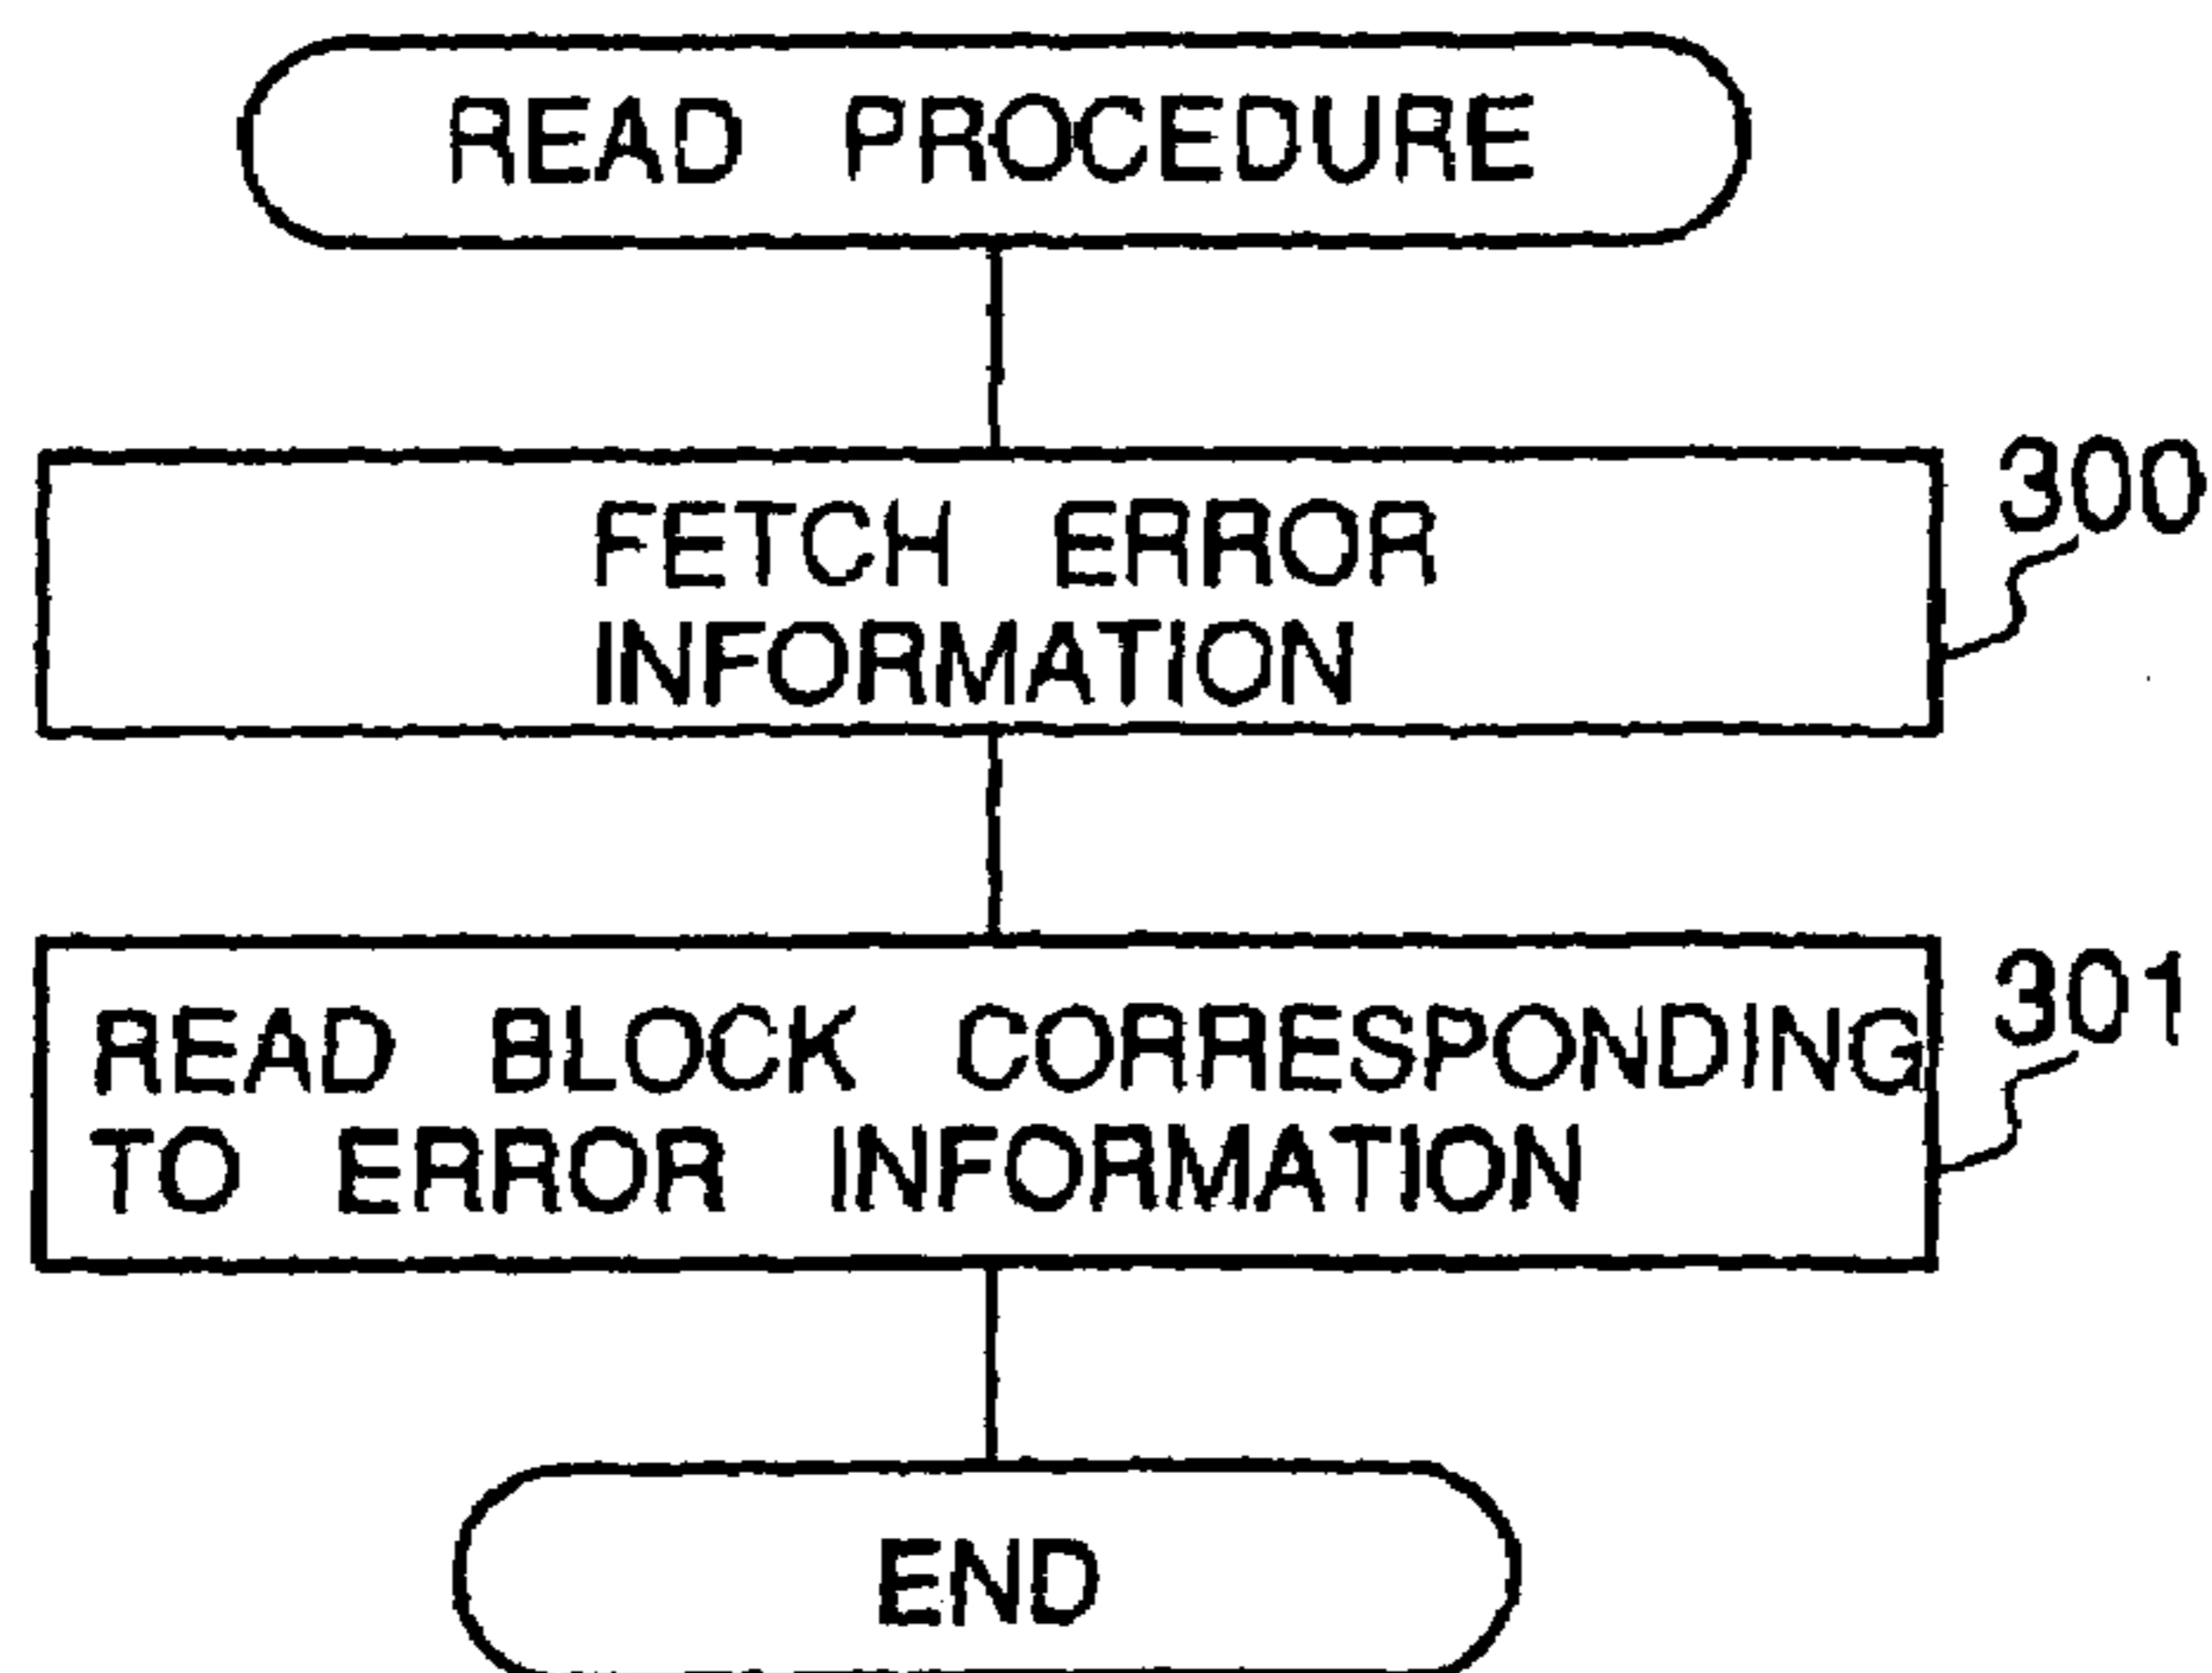 READ PROCEDURE
FETCH ERROR
INFORMATION
300
READ BLOCK CORRESPONDING
TO ERROR INFORMATION
301
END